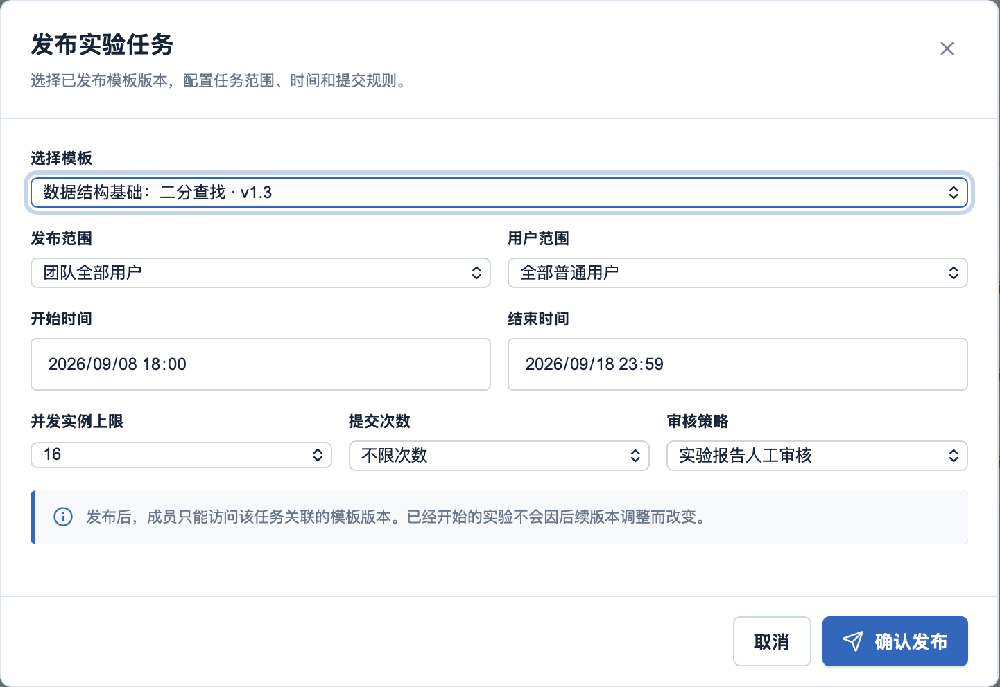 发布实验任务
选择已发布模板版本，配置任务范围、时间和提交规则。
选择模板
数据结构基础：二分查找 · v1.3
发布范围
用户范围
团队全部用户
全部普通用户
开始时间
结束时间
2026/09/08 18:00
2026/09/18 23:59
并发实例上限
提交次数
审核策略
16
不限次数
实验报告人工审核
发布后，成员只能访问该任务关联的模板版本。已经开始的实验不会因后续版本调整而改变。
取消
确认发布